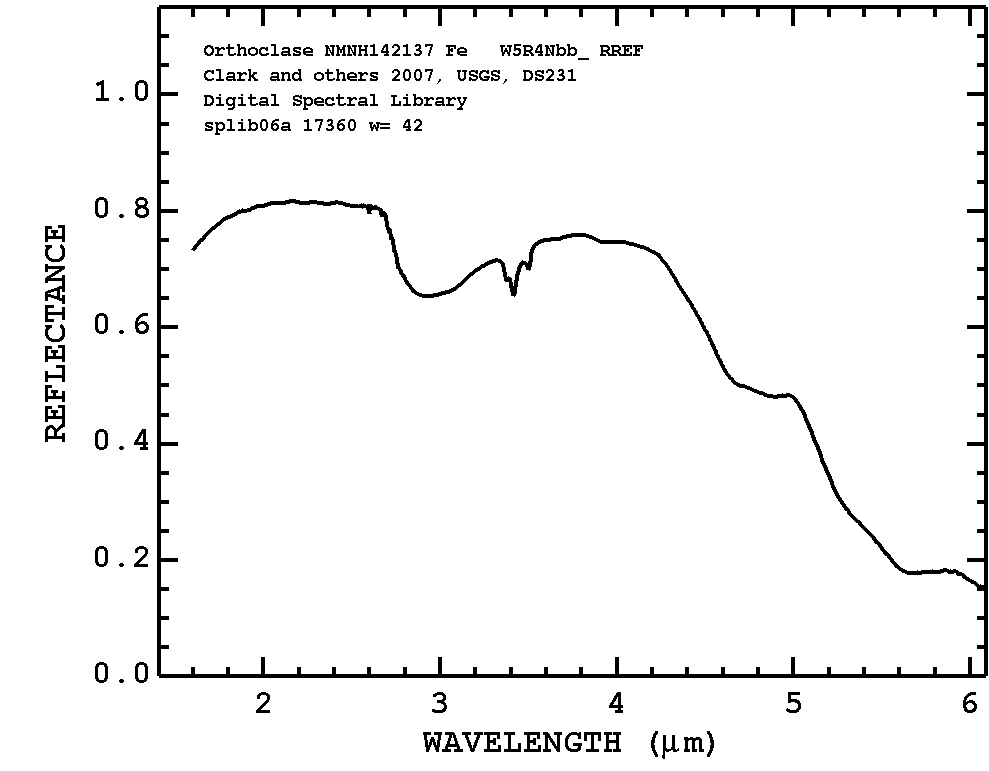 Orthoclase NMNH142137 Fe W5R4Nbb_ RREF
Clark and others 2007, USGS, DS231
Digital Spectral Library
splib06a 17360 w= 42
REFLECTANCE
1.0
0.8
0.6
0.4
0.2
0.0
2 3 4 5 6
WAVELENGTH (μm)